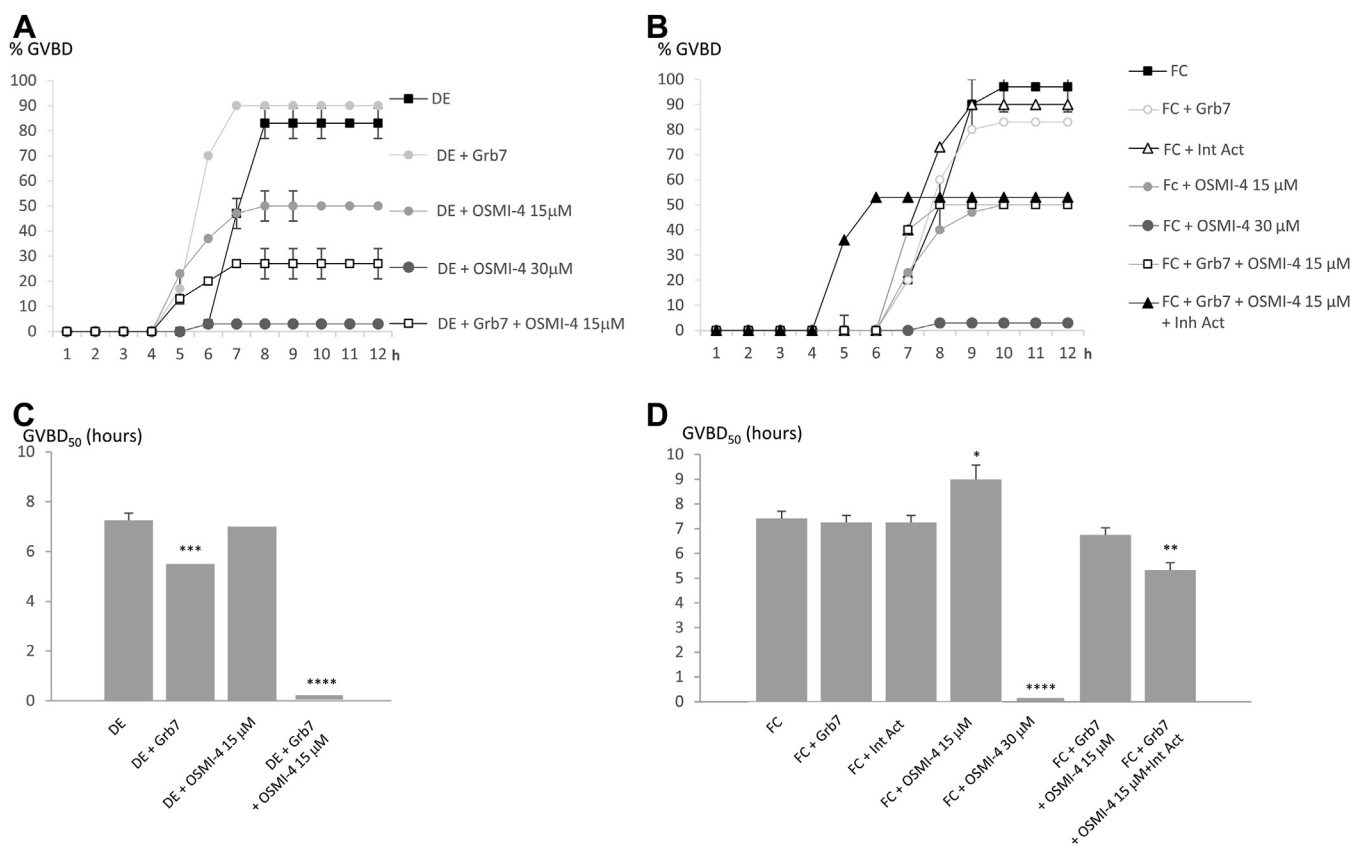 A
% GVBD
100
90
80
70
60
50
40
30
20
10
0
1 2 3 4 5 6 7 8 9 10 11 12 h
DE
DE + Grb7
DE + OSMI-4 15μM
DE + OSMI-4 30μM
DE + Grb7 + OSMI-4 15μM
B
% GVBD
100
90
80
70
60
50
40
30
20
10
0
1 2 3 4 5 6 7 8 9 10 11 12 h
FC
FC + Grb7
FC + Int Act
Fc + OSMI-4 15 μM
FC + OSMI-4 30 μM
FC + Grb7 + OSMI-4 15 μM
FC + Grb7 + OSMI-4 15 μM
+ Inh Act
C
GVBD50 (hours)
10
8
6
4
2
0
***
****
DE
DE + Grb7
DE + OSMI-4 15 μM
DE + Grb7
+ OSMI-4 15 μM
D
GVBD50 (hours)
10
9
8
7
6
5
4
3
2
1
0
*
****
**
FC
FC + Grb7
FC + Int Act
FC + OSMI-4 15 μM
FC + OSMI-4 30 μM
FC + Grb7
+ OSMI-4 15 μM
FC + Grb7
+ OSMI-4 15 μM+Int Act